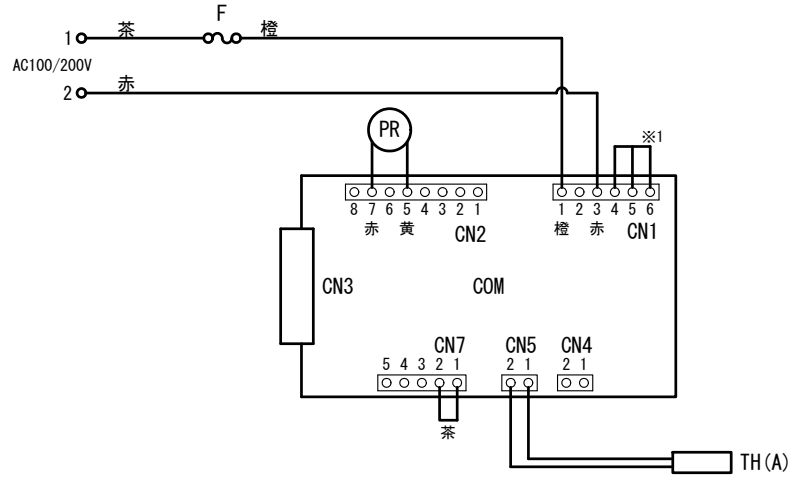 F
1 茶 橙
AC100/200V
2 赤
PR
※1
8 7 6 5 4 3 2 1
1 2 3 4 5 6
赤 黄
CN2
橙 赤
CN1
CN3
COM
CN7
CN5
CN4
5 4 3 2 1
2 1
2 1
茶
TH(A)